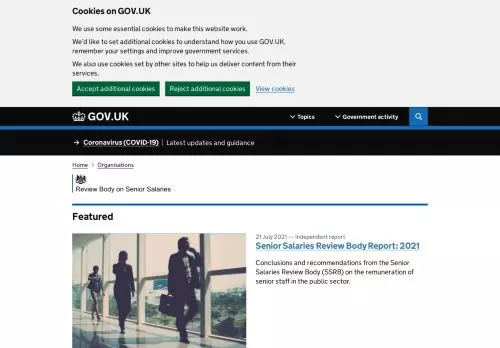 Cookies on GOV.UK
We use some essential cookies to make this website work.
We'd like to set additional cookies to understand how you use GOV.UK,
remember your settings and improve government services.
We also use cookies set by other sites to help us deliver content from their
services.
Accept additional cookies Reject additional cookies View cookies
GOV.UK Topics Government activity
→ Coronavirus (COVID-19) | Latest updates and guidance
Home > Organisations
Review Body on Senior Salaries
Featured
21 July 2021 — Independent report
Senior Salaries Review Body Report: 2021
Conclusions and recommendations from the Senior
Salaries Review Body (SSRB) on the remuneration of
senior staff in the public sector.